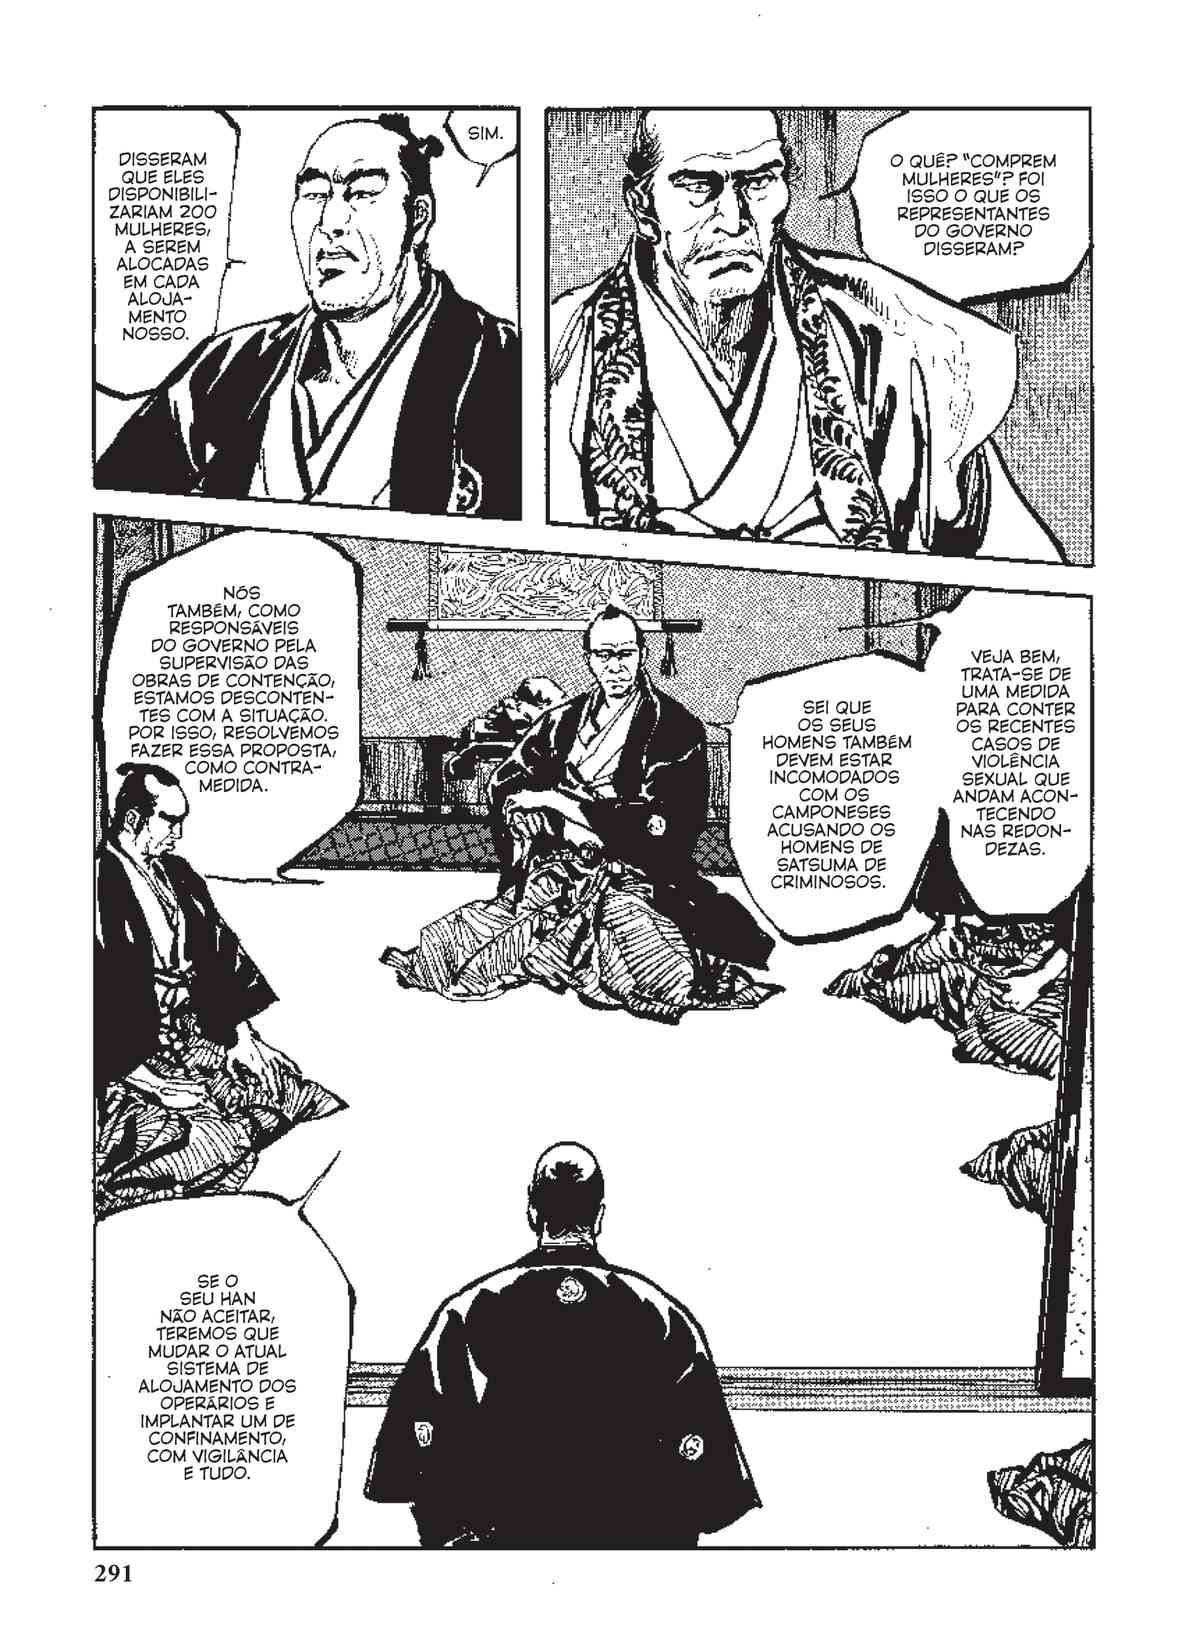 O QUÊ? "COMPREM
MULHERES"? FOI
ISSO O QUE OS
REPRESENTANTES
DO GOVERNO
DISSERAM?
SIM.
DISSERAM
QUE ELES
DISPONIBILI-
ZARIAM 200
MULHERES,
A SEREM
ALOCADAS
EM CADA
ALOJA-
MENTO
NOSSO.
VEJA BEM,
TRATA-SE DE
UMA MEDIDA
PARA CONTER
OS RECENTES
CASOS DE
VIOLÊNCIA
SEXUAL QUE
ANDAM ACON-
TECENDO
NAS REDON-
DEZAS.
SEI QUE
OS SEUS
HOMENS TAMBÉM
DEVEM ESTAR
INCOMODADOS
COM OS
CAMPONESES
ACUSANDO OS
HOMENS DE
SATSUMA DE
CRIMINOSOS.
NÓS
TAMBÉM, COMO
RESPONSÁVEIS
DO GOVERNO PELA
SUPERVISÃO DAS
OBRAS DE CONTENÇÃO,
ESTAMOS DESCONTEN-
TES COM A SITUAÇÃO.
POR ISSO, RESOLVEMOS
FAZER ESSA PROPOSTA,
COMO CONTRA-
MEDIDA.
SE O
SEU HAN
NÃO ACEITAR,
TEREMOS QUE
MUDAR O ATUAL
SISTEMA DE
ALOJAMENTO DOS
OPERÁRIOS E
IMPLANTAR UM DE
CONFINAMENTO,
COM VIGILÂNCIA
E TUDO.
291